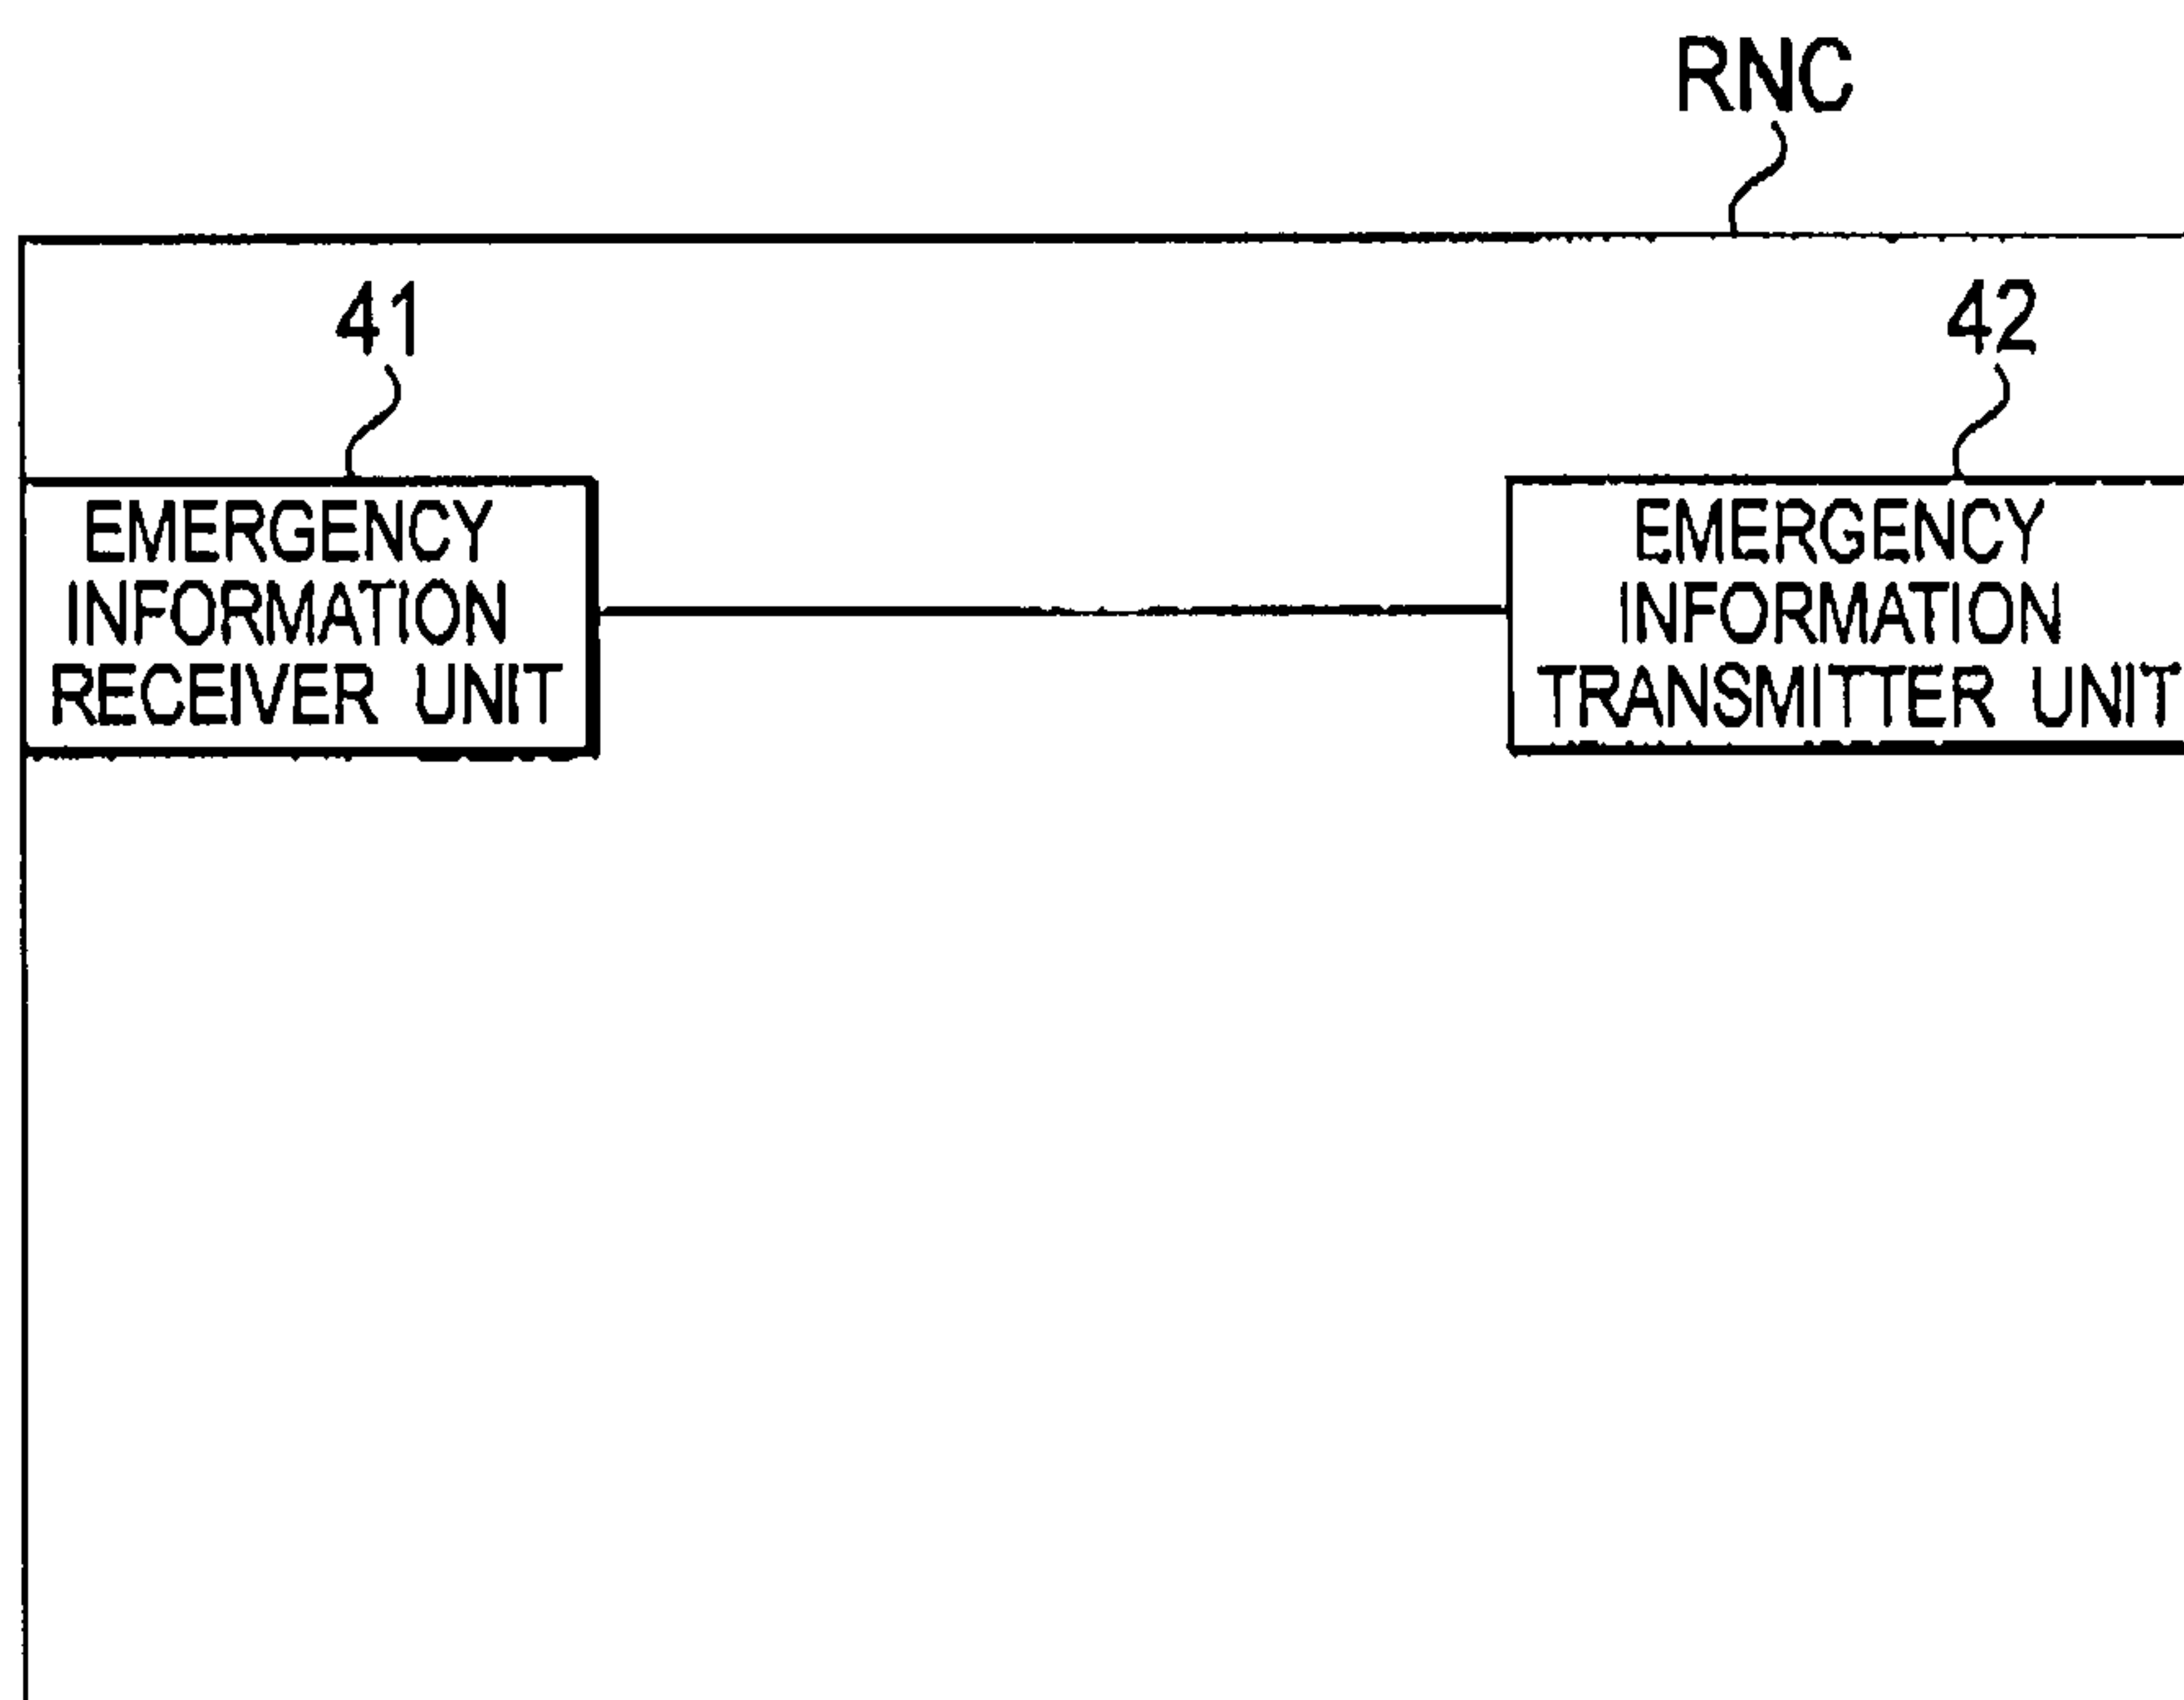 RNC
41
42
EMERGENCY
INFORMATION
RECEIVER UNIT
EMERGENCY
INFORMATION
TRANSMITTER UNIT